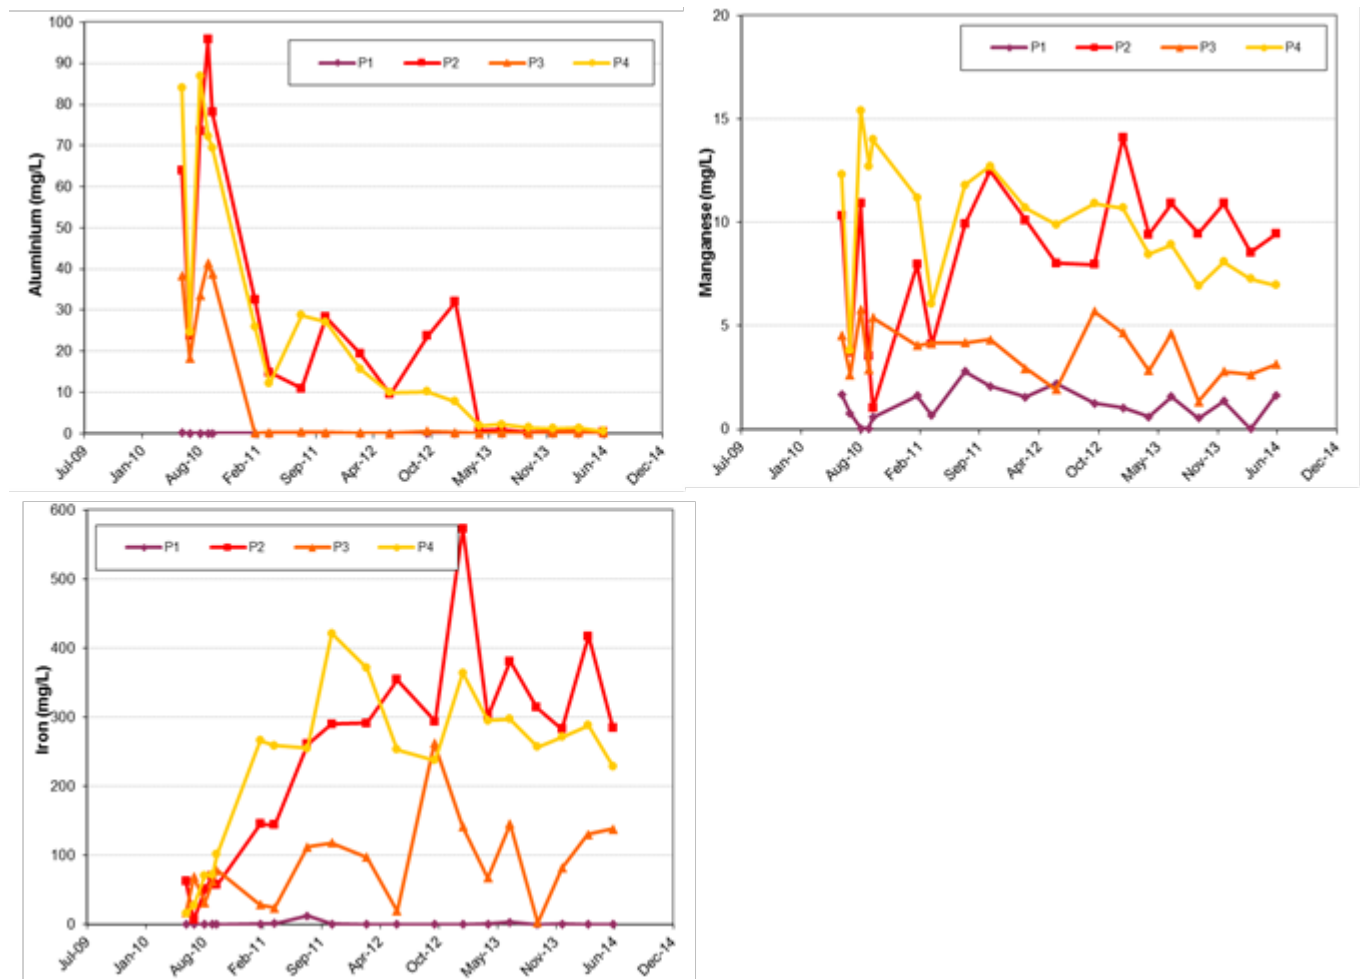 Aluminium (mg/L)
100
90
80
70
60
50
40
30
20
10
0
P1 P2 P3 P4
Jul-09 Jan-10 Aug-10 Feb-11 Sep-11 Apr-12 Oct-12 May-13 Nov-13 Jun-14 Dec-14
Manganese (mg/L)
20
15
10
5
0
P1 P2 P3 P4
Jul-09 Jan-10 Aug-10 Feb-11 Sep-11 Apr-12 Oct-12 May-13 Nov-13 Jun-14 Dec-14
Iron (mg/L)
600
500
400
300
200
100
0
P1 P2 P3 P4
Jul-09 Jan-10 Aug-10 Feb-11 Sep-11 Apr-12 Oct-12 May-13 Nov-13 Jun-14 Dec-14